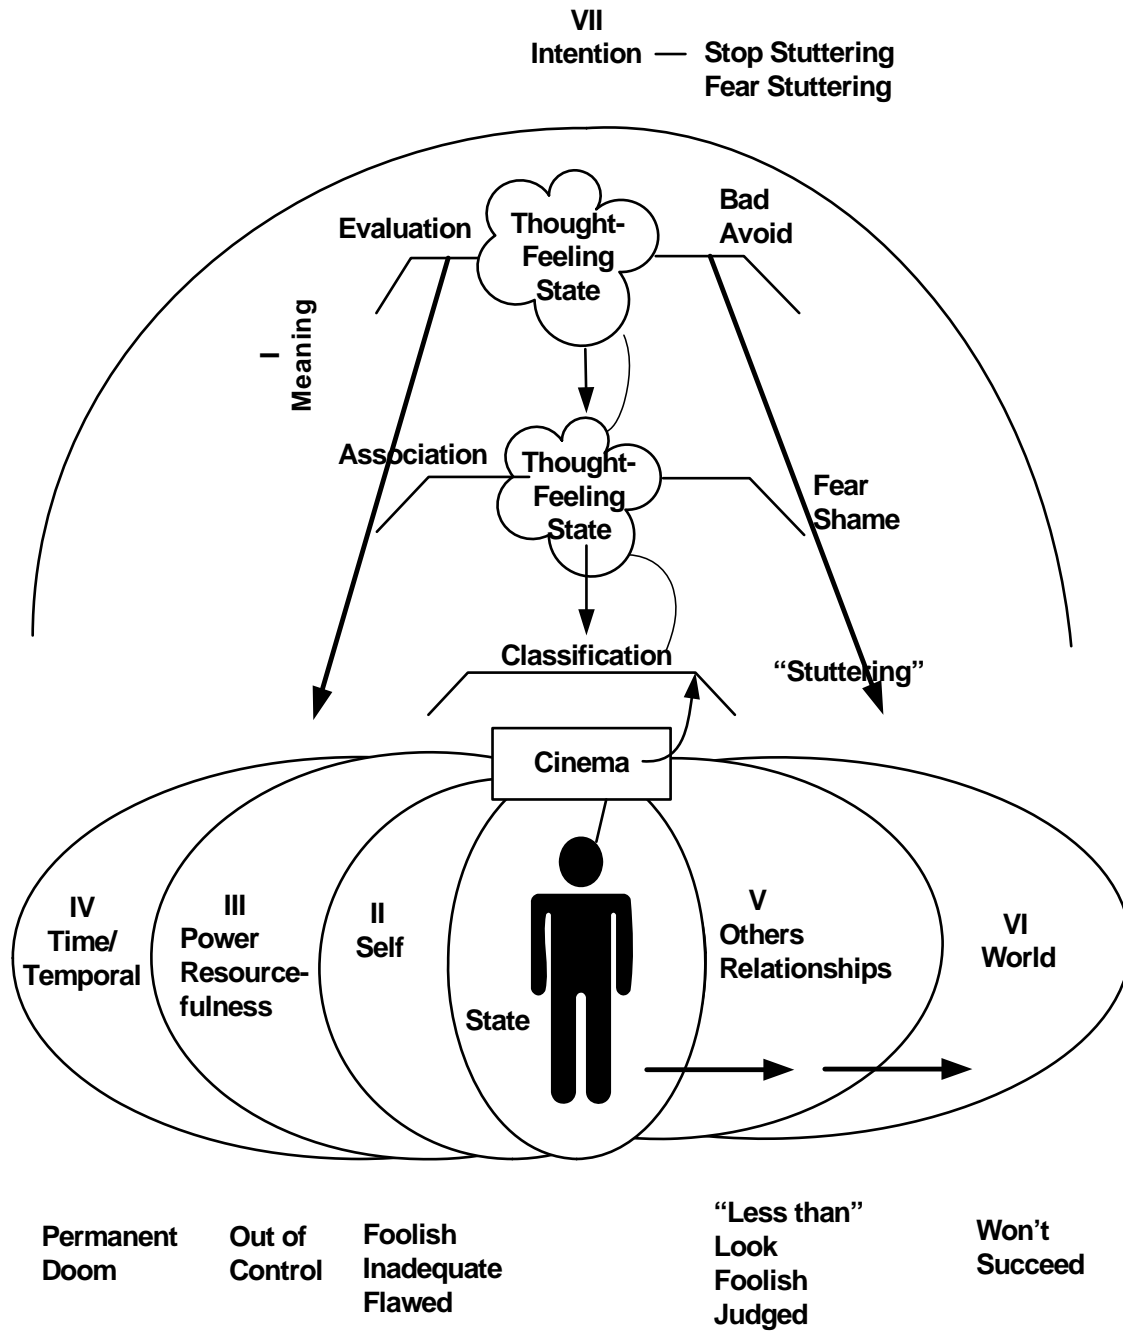 VII
Intention — Stop Stuttering
Fear Stuttering
Evaluation
Thought-
Feeling
State
Bad
Avoid
I
Meaning
Association
Thought-
Feeling
State
Fear
Shame
Classification
“Stuttering”
Cinema
IV
Time/
Temporal
III
Power
Resource-
fulness
II
Self
State
V
Others
Relationships
VI
World
Permanent
Doom
Out of
Control
Foolish
Inadequate
Flawed
“Less than”
Look
Foolish
Judged
Won’t
Succeed